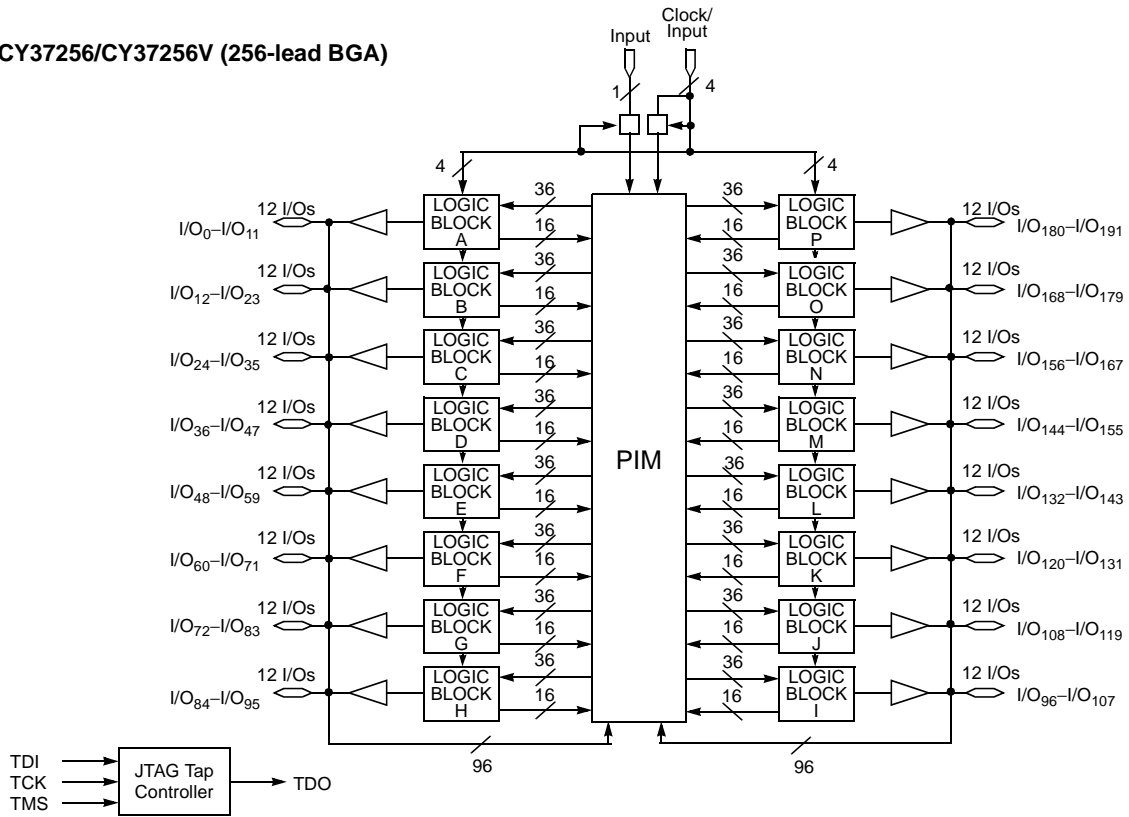 CY37256/CY37256V (256-lead BGA)
Input
Clock/
Input
1
4
4
4
12 I/Os
I/O0–I/O11
LOGIC
BLOCK
A
36
16
36
16
LOGIC
BLOCK
P
12 I/Os
I/O180–I/O191
12 I/Os
I/O12–I/O23
LOGIC
BLOCK
B
36
16
36
16
LOGIC
BLOCK
O
12 I/Os
I/O168–I/O179
12 I/Os
I/O24–I/O35
LOGIC
BLOCK
C
36
16
36
16
LOGIC
BLOCK
N
12 I/Os
I/O156–I/O167
12 I/Os
I/O36–I/O47
LOGIC
BLOCK
D
36
16
PIM
36
16
LOGIC
BLOCK
M
12 I/Os
I/O144–I/O155
12 I/Os
I/O48–I/O59
LOGIC
BLOCK
E
36
16
36
16
LOGIC
BLOCK
L
12 I/Os
I/O132–I/O143
12 I/Os
I/O60–I/O71
LOGIC
BLOCK
F
36
16
36
16
LOGIC
BLOCK
K
12 I/Os
I/O120–I/O131
12 I/Os
I/O72–I/O83
LOGIC
BLOCK
G
36
16
36
16
LOGIC
BLOCK
J
12 I/Os
I/O108–I/O119
12 I/Os
I/O84–I/O95
LOGIC
BLOCK
H
36
16
36
16
LOGIC
BLOCK
I
12 I/Os
I/O96–I/O107
96
96
TDI
TCK
TMS
JTAG Tap
Controller
TDO